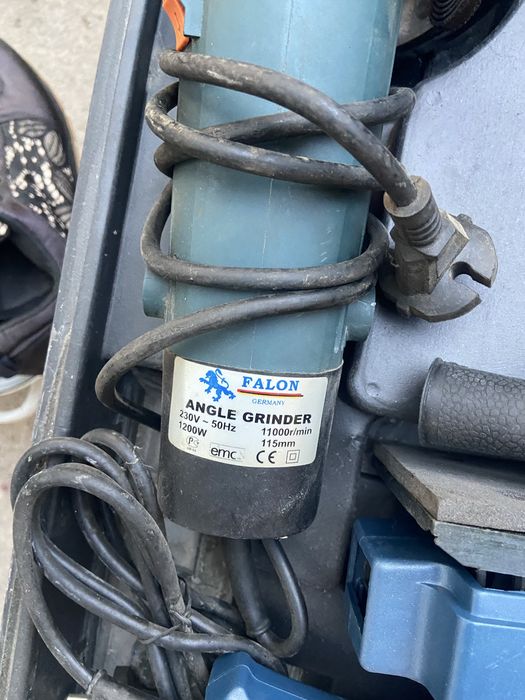 FALON
GERMANY
ANGLE GRINDER
230V ~ 50Hz 11000r/min
1200W 115mm
emc CE